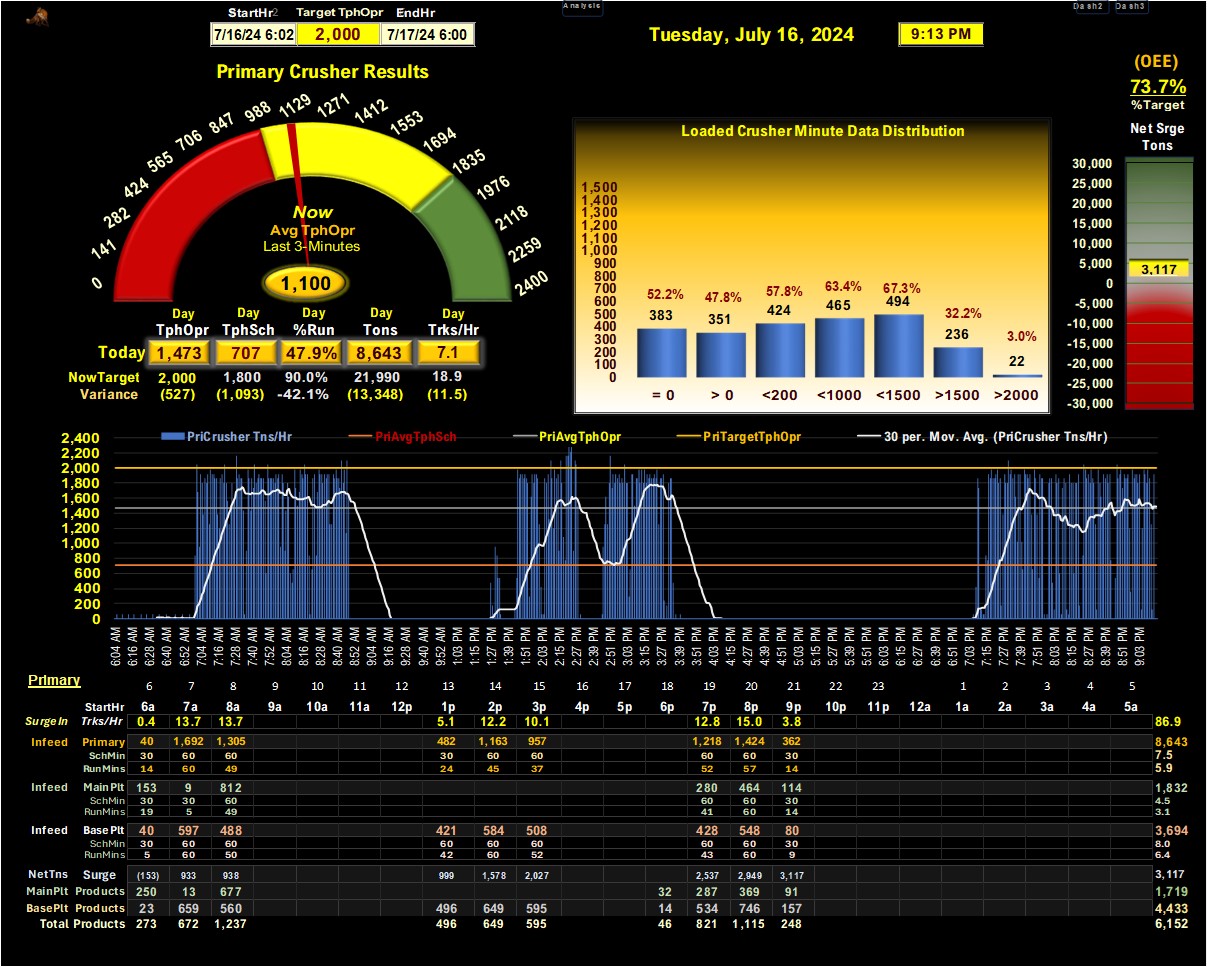 Analysis
Dash2 Dash3
StartHr2 Target TphOpr EndHr
7/16/24 6:02 2,000 7/17/24 6:00
Tuesday, July 16, 2024 9:13 PM
(OEE)
73.7%
%Target
Primary Crusher Results
0 141 282 424 565 706 847 988 1129 1271 1412 1553 1694 1835 1976 2118 2259 2400
Now
Avg TphOpr
Last 3-Minutes
1,100
Day Day Day Day Day
TphOpr TphSch %Run Tons Trks/Hr
Today 1,473 707 47.9% 8,643 7.1
NowTarget 2,000 1,800 90.0% 21,990 18.9
Variance (527) (1,093) -42.1% (13,348) (11.5)
Loaded Crusher Minute Data Distribution
1,500
1,400
1,300
1,200
1,100
1,000
900
800
700
600
500
400
300
200
100
0
52.2% 47.8% 57.8% 63.4% 67.3% 32.2% 3.0%
383 351 424 465 494 236 22
= 0 > 0 <200 <1000 <1500 >1500 >2000
Net Srge
Tons
30,000
25,000
20,000
15,000
10,000
5,000
0
-5,000
-10,000
-15,000
-20,000
-25,000
-30,000
3,117
PriCrusher Tns/Hr PriAvgTphSch PriAvgTphOpr PriTargetTphOpr 30 per. Mov. Avg. (PriCrusher Tns/Hr)
2,400
2,200
2,000
1,800
1,600
1,400
1,200
1,000
800
600
400
200
0
6:04 AM 6:16 AM 6:28 AM 6:40 AM 6:52 AM 7:04 AM 7:16 AM 7:28 AM 7:40 AM 7:52 AM 8:04 AM 8:16 AM 8:28 AM 8:40 AM 8:52 AM 9:04 AM 9:16 AM 9:28 AM 9:40 AM 9:52 AM 1:03 PM 1:15 PM 1:27 PM 1:39 PM 1:51 PM 2:03 PM 2:15 PM 2:27 PM 2:39 PM 2:51 PM 3:03 PM 3:15 PM 3:27 PM 3:39 PM 3:51 PM 4:03 PM 4:15 PM 4:27 PM 4:39 PM 4:51 PM 6:03 PM 6:15 PM 6:27 PM 6:39 PM 6:51 PM 7:03 PM 7:15 PM 7:27 PM 7:39 PM 7:51 PM 8:03 PM 8:15 PM 8:27 PM 8:39 PM 8:51 PM 9:03 PM
Primary
6 7 8 9 10 11 12 13 14 15 16 17 18 19 20 21 22 23 1 2 3 4 5
StartHr 6a 7a 8a 9a 10a 11a 12p 1p 2p 3p 4p 5p 6p 7p 8p 9p 10p 11p 12a 1a 2a 3a 4a 5a
SurgeIn Trks/Hr 0.4 13.7 13.7 5.1 12.2 10.1 12.8 15.0 3.8 86.9
Infeed Primary 40 1,692 1,305 482 1,163 957 1,218 1,424 362 8,643
SchMin 30 60 60 60 60 60 60 60 30 7.5
RunMins 14 60 49 24 45 37 52 57 14 5.9
Infeed MainPlt 153 9 812 280 464 114 1,832
SchMin 30 30 60 60 60 30 4.5
RunMins 19 5 49 41 60 14 3.1
Infeed BasePlt 40 597 488 421 584 508 428 548 80 3,694
SchMin 30 60 60 60 60 60 60 60 30 8.0
RunMins 5 60 50 42 60 52 43 60 9 6.4
NetTns Surge (153) 933 938 999 1,578 2,027 2,537 2,949 3,117 3,117
MainPlt Products 250 13 677 32 287 369 91 1,719
BasePlt Products 23 659 560 496 649 595 14 534 746 157 4,433
Total Products 273 672 1,237 496 649 595 46 821 1,115 248 6,152